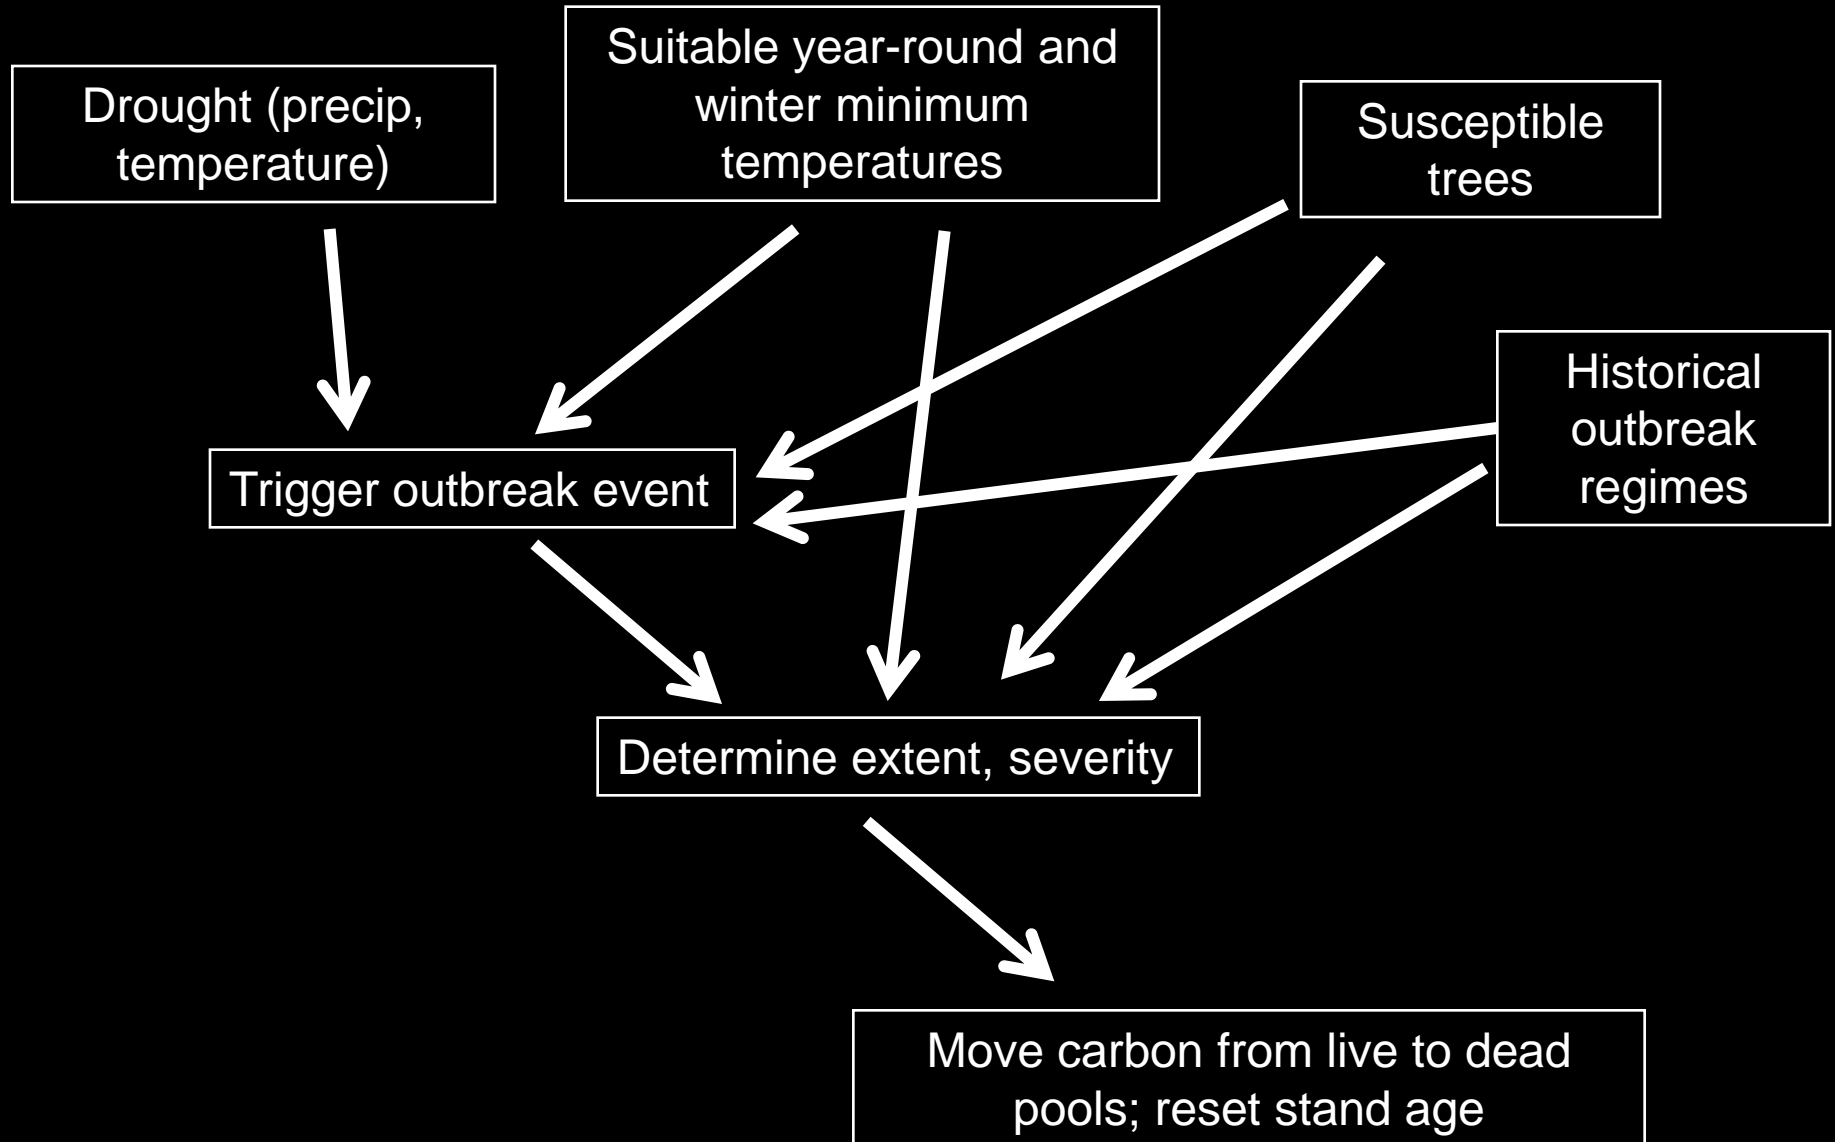 Drought (precip,
temperature)
Suitable year-round and
winter minimum
temperatures
Susceptible
trees
Historical
outbreak
regimes
Trigger outbreak event
Determine extent, severity
Move carbon from live to dead
pools; reset stand age